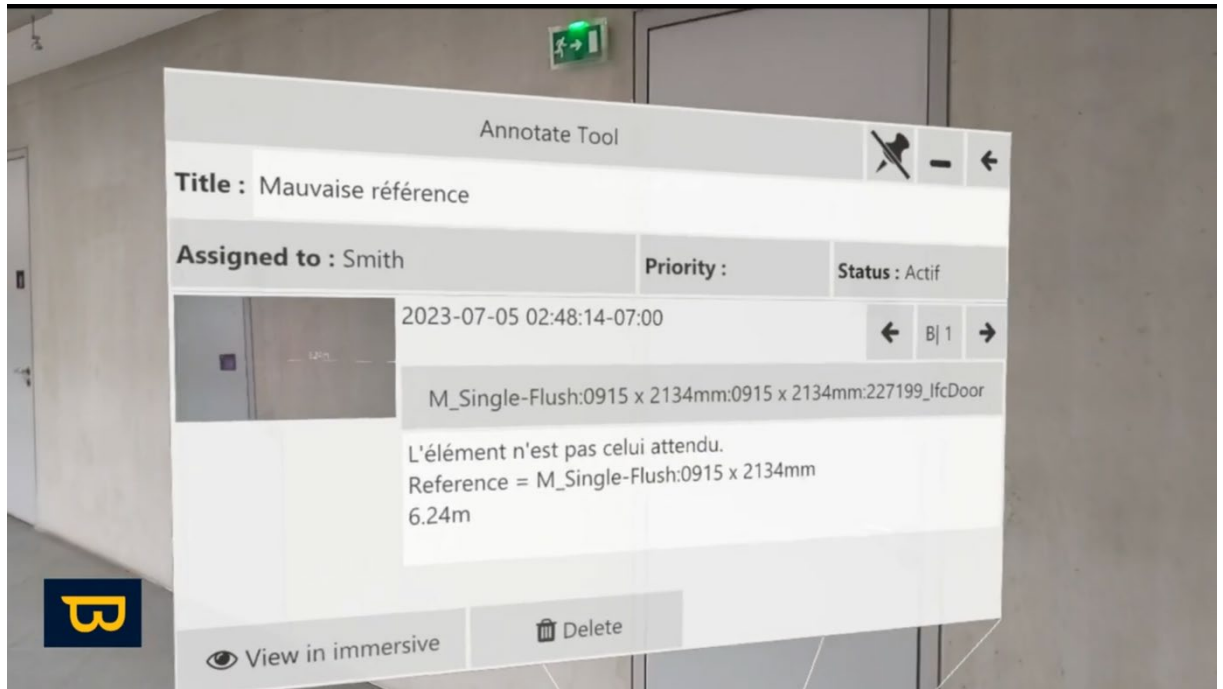 Annotate Tool
Title : Mauvaise référence
Assigned to : Smith
Priority :
Status : Actif
2023-07-05 02:48:14-07:00
B| 1
M_Single-Flush:0915 x 2134mm:0915 x 2134mm:227199_IfcDoor
L'élément n'est pas celui attendu.
Reference = M_Single-Flush:0915 x 2134mm
6.24m
View in immersive
Delete